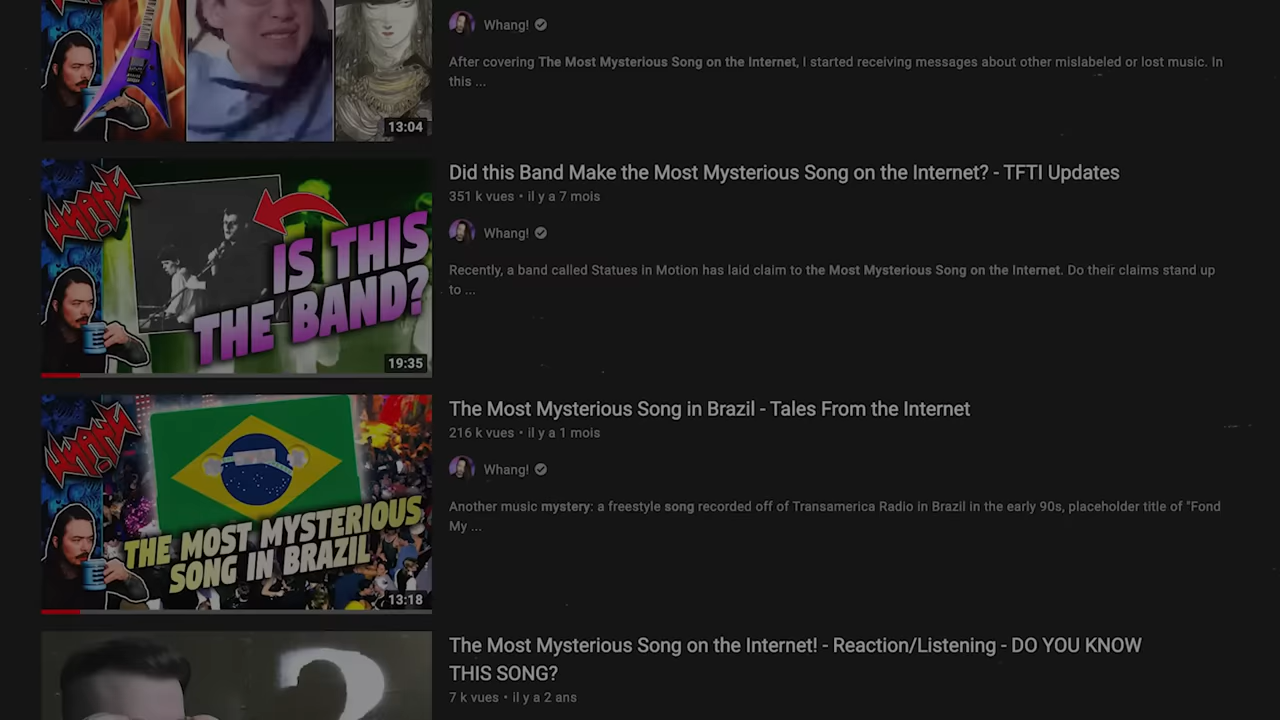 Whang!
After covering The Most Mysterious Song on the Internet, I started receiving messages about other mislabeled or lost music. In
this ...
13:04
Did this Band Make the Most Mysterious Song on the Internet? - TFTI Updates
351 k vues • il y a 7 mois
Whang!
Recently, a band called Statues in Motion has laid claim to the Most Mysterious Song on the Internet. Do their claims stand up
to ...
WHANG!
IS THIS
THE BAND?
19:35
The Most Mysterious Song in Brazil - Tales From the Internet
216 k vues • il y a 1 mois
Whang!
Another music mystery: a freestyle song recorded off of Transamerica Radio in Brazil in the early 90s, placeholder title of "Fond
My ...
WHANG!
THE MOST MYSTERIOUS
SONG IN BRAZIL
13:18
The Most Mysterious Song on the Internet! - Reaction/Listening - DO YOU KNOW
THIS SONG?
7 k vues • il y a 2 ans
?